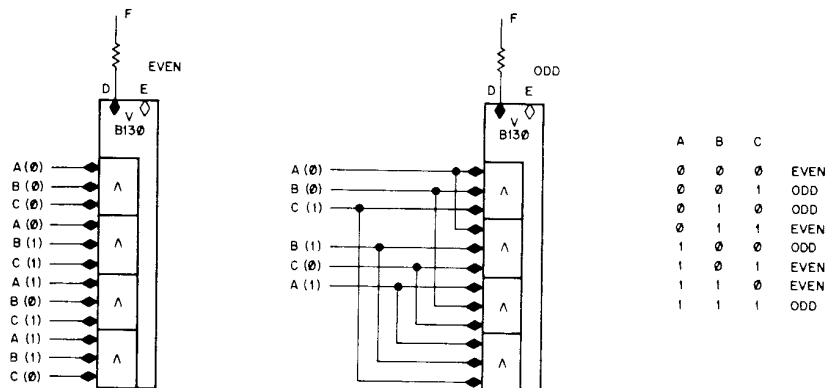 F
EVEN
D E
V
B13Ø
A (Ø)
B (Ø)
C (Ø)
Λ
A (Ø)
B (1)
C (1)
Λ
A (1)
B (Ø)
C (1)
Λ
A (1)
B (1)
C (Ø)
Λ
F
ODD
D E
V
B13Ø
A (Ø)
B (Ø)
C (1)
B (1)
C (Ø)
A (1)
Λ
Λ
Λ
Λ
A B C
Ø Ø Ø EVEN
Ø Ø 1 ODD
Ø 1 Ø ODD
Ø 1 1 EVEN
1 Ø Ø ODD
1 Ø 1 EVEN
1 1 Ø EVEN
1 1 1 ODD